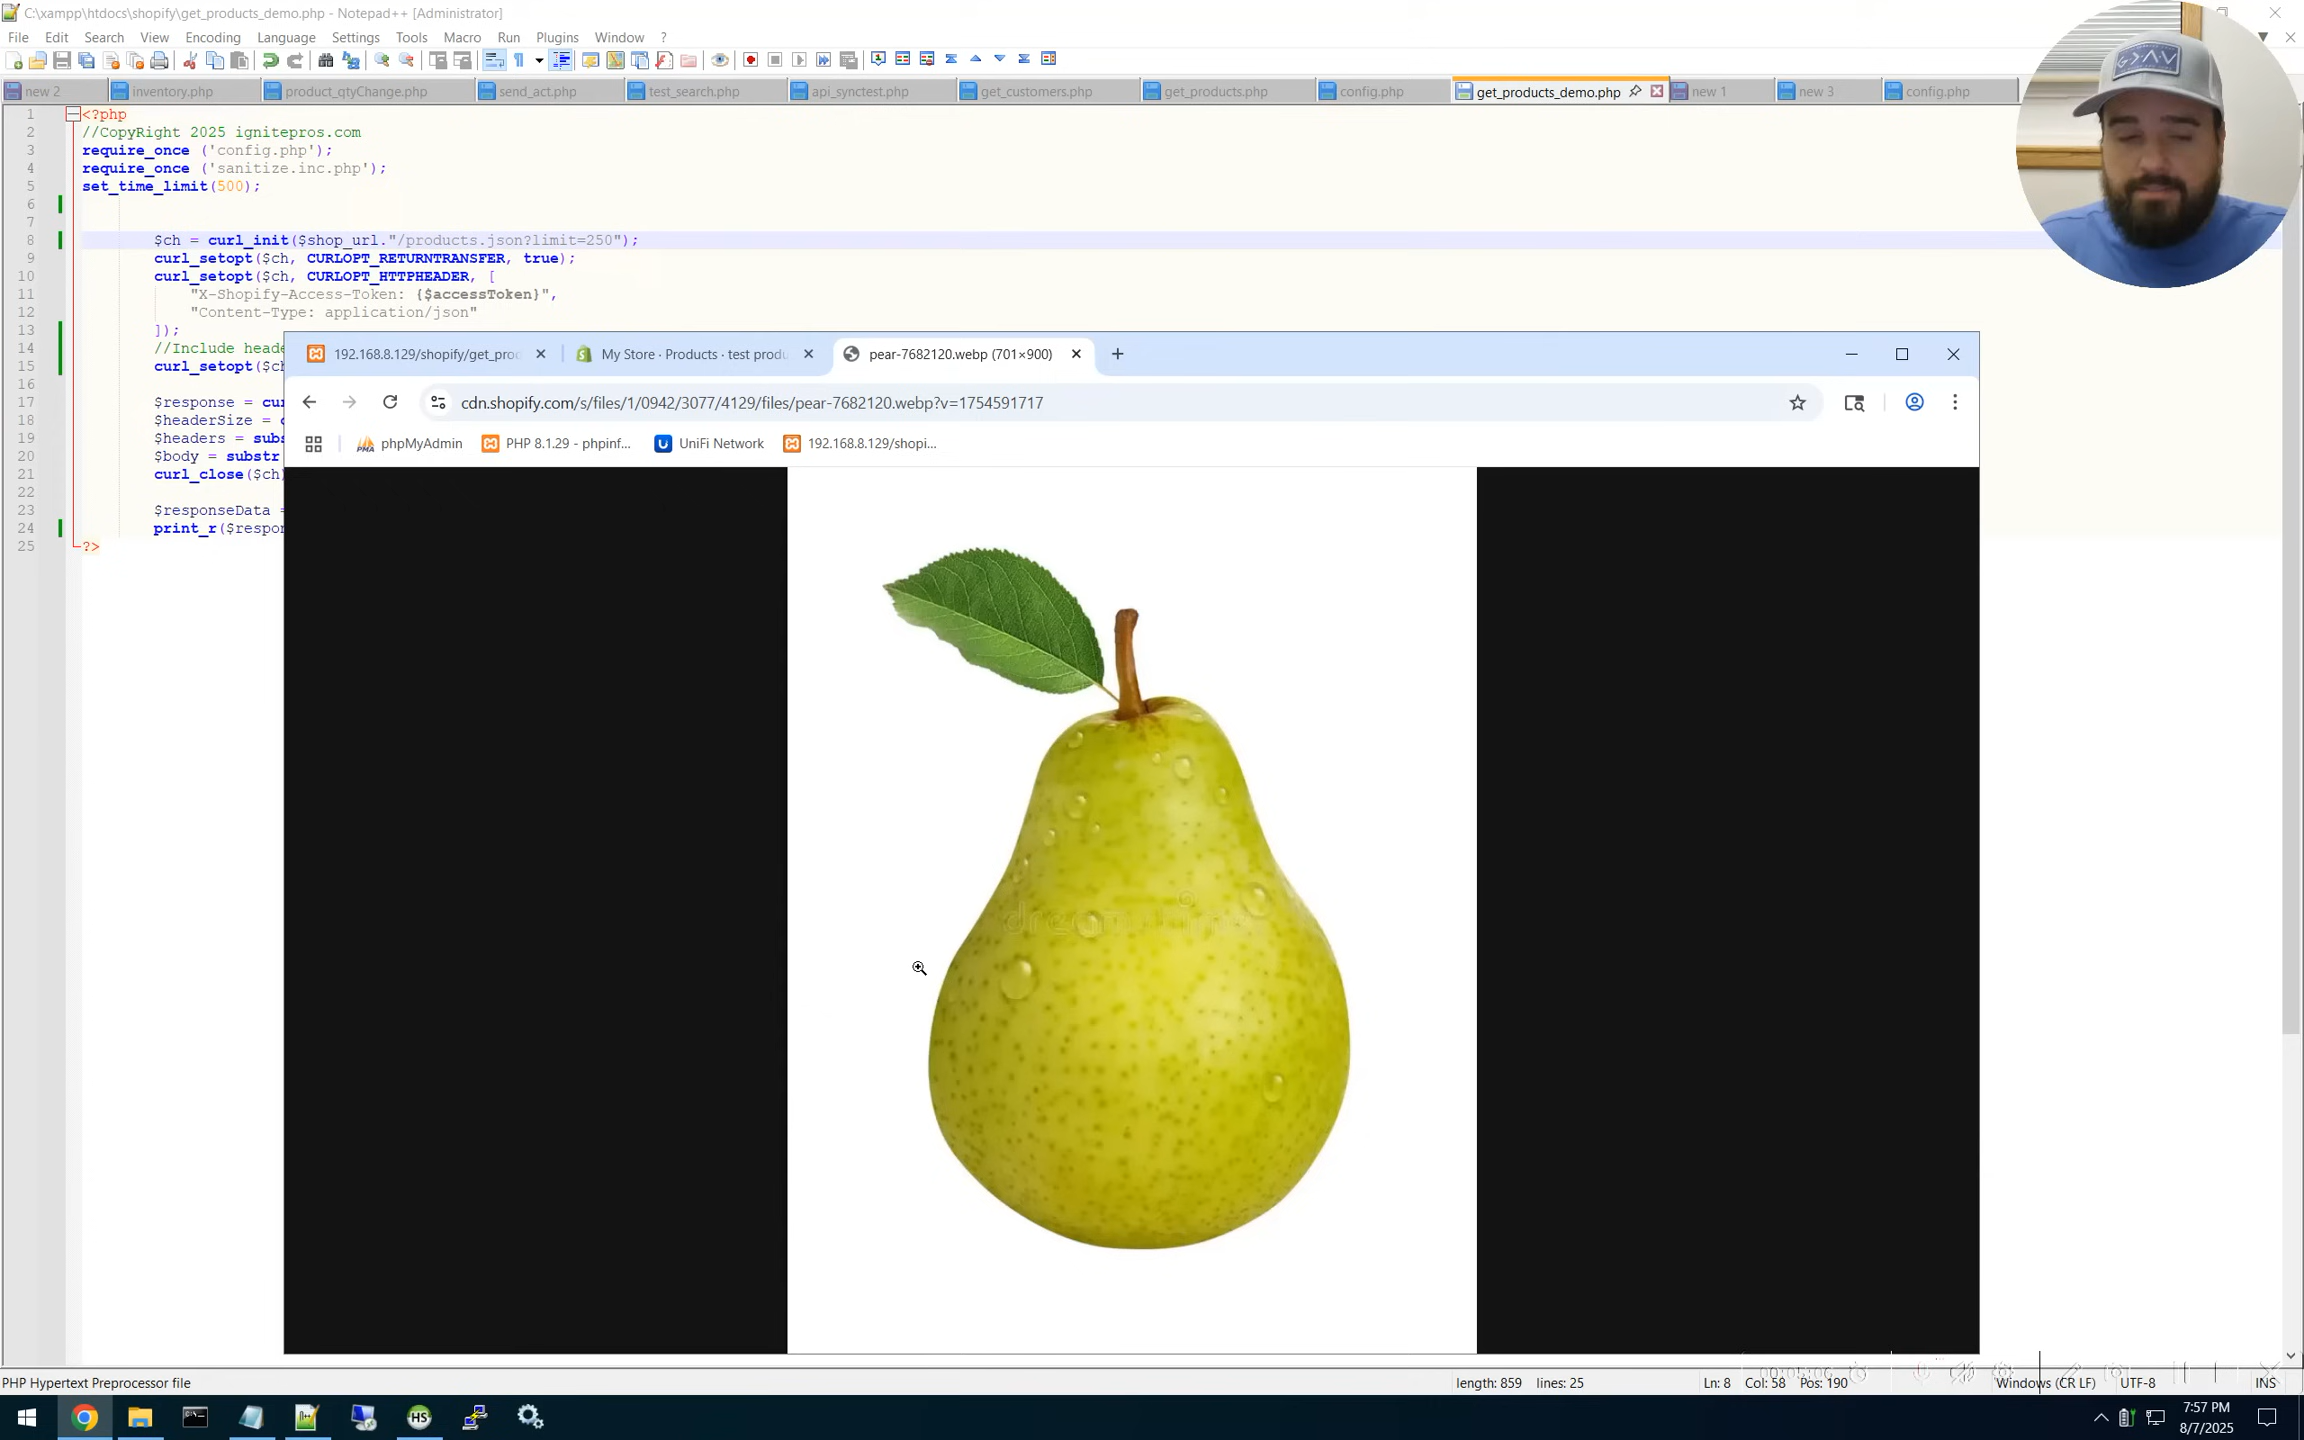 C:\xampp\htdocs\shopify\get_products_demo.php - Notepad++ [Administrator]
File Edit Search View Encoding Language Settings Tools Macro Run Plugins Window ?
new 2 inventory.php product_qtyChange.php send_act.php test_search.php api_synctest.php get_customers.php get_products.php config.php get_products_demo.php new 1 new 3 config.php
1 <?php
2 //CopyRight 2025 ignitepros.com
3 require_once ('config.php');
4 require_once ('sanitize.inc.php');
5 set_time_limit(500);
6
7
8 $ch = curl_init($shop_url."/products.json?limit=250");
9 curl_setopt($ch, CURLOPT_RETURNTRANSFER, true);
10 curl_setopt($ch, CURLOPT_HTTPHEADER, [
11 "X-Shopify-Access-Token: {$accessToken}",
12 "Content-Type: application/json"
13 ]);
14 //Include heade
15 curl_setopt($ch
16
17 $response = cur
18 $headerSize = c
19 $headers = subs
20 $body = substr
21 curl_close($ch)
22
23 $responseData =
24 print_r($respon
25 ?>
192.168.8.129/shopify/get_prod My Store · Products · test produ pear-7682120.webp (701×900)
cdn.shopify.com/s/files/1/0942/3077/4129/files/pear-7682120.webp?v=1754591717
phpMyAdmin PHP 8.1.29 - phpinf... UniFi Network 192.168.8.129/shopi...
dreamstime
G>∧V
00:05:06
PHP Hypertext Preprocessor file length: 859 lines: 25 Ln: 8 Col: 58 Pos: 190 Windows (CR LF) UTF-8 INS
7:57 PM
8/7/2025